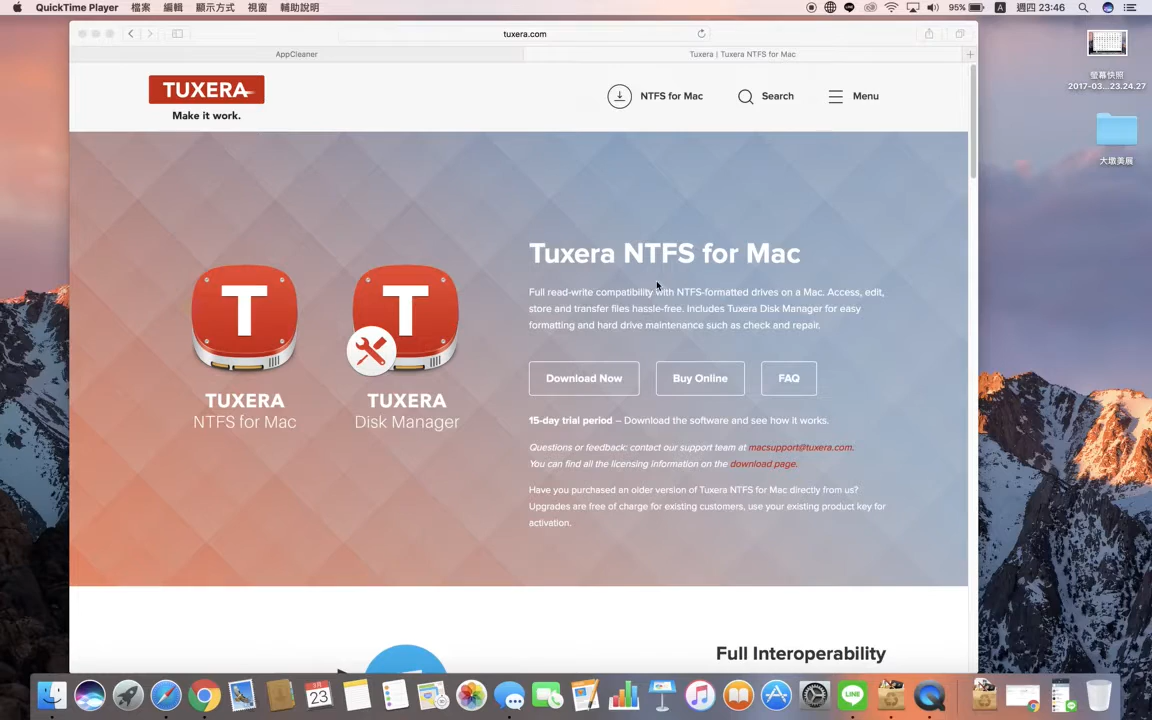 QuickTime Player 檔案 編輯 顯示方式 視窗 輔助說明 95% A 週四 23:46
tuxera.com
AppCleaner
Tuxera | Tuxera NTFS for Mac
螢幕快照
2017-03...23.24.27
TUXERA
Make it work.
NTFS for Mac
Search
Menu
大墩美展
Tuxera NTFS for Mac
Full read-write compatibility with NTFS-formatted drives on a Mac. Access, edit,
store and transfer files hassle-free. Includes Tuxera Disk Manager for easy
formatting and hard drive maintenance such as check and repair.
T
T
TUXERA
NTFS for Mac
TUXERA
Disk Manager
Download Now
Buy Online
FAQ
15-day trial period – Download the software and see how it works.
Questions or feedback: contact our support team at macsupport@tuxera.com.
You can find all the licensing information on the download page.
Have you purchased an older version of Tuxera NTFS for Mac directly from us?
Upgrades are free of charge for existing customers, use your existing product key for
activation.
Full Interoperability
23
LINE